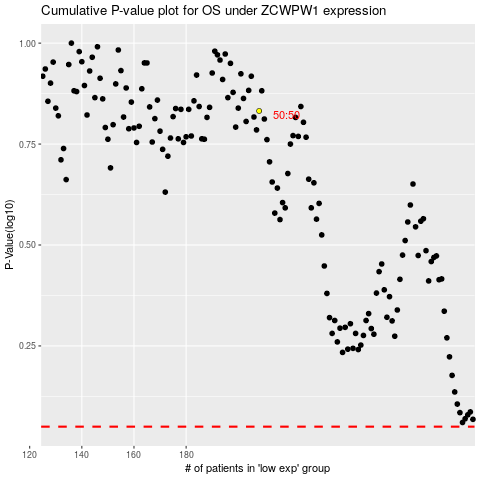 Cumulative P-value plot for OS under ZCWPW1 expression
P-Value(log10)
1.00
0.75
0.50
0.25
50:50
120 140 160 180
# of patients in 'low exp' group